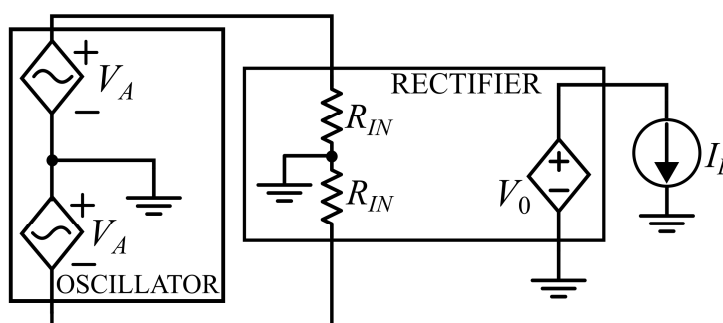 +
V_A
−
+
V_A
−
OSCILLATOR
RECTIFIER
R_IN
R_IN
+
−
V_0